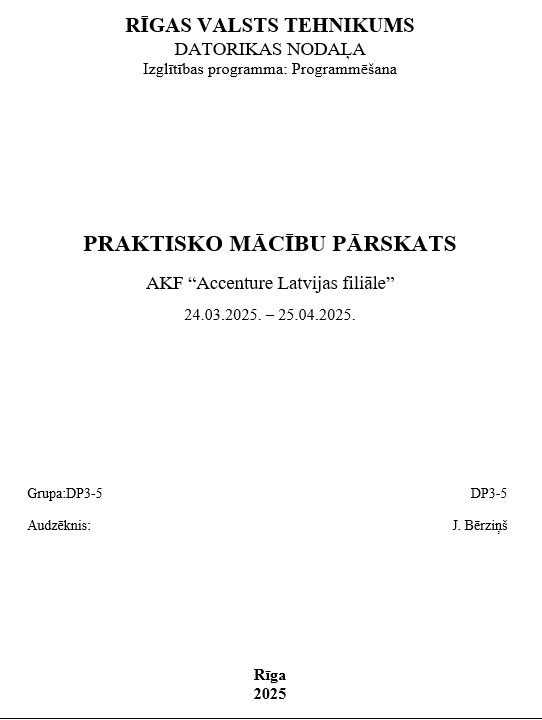 RĪGAS VALSTS TEHNIKUMS
DATORIKAS NODAĻA
Izglītības programma: Programmēšana
PRAKTISKO MĀCĪBU PĀRSKATS
AKF “Accenture Latvijas filiāle”
24.03.2025. – 25.04.2025.
Grupa:DP3-5 DP3-5
Audzēknis: J. Bērziņš
Rīga
2025